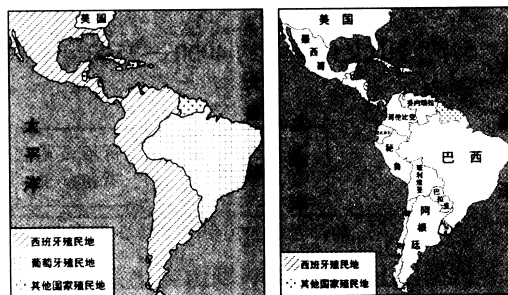 美国
太平洋
西班牙殖民地
葡萄牙殖民地
其他国家殖民地
美国
墨西哥
委内瑞拉
哥伦比亚
秘鲁
巴西
玻利维亚
巴拉圭
阿根廷
西班牙殖民地
其他国家殖民地